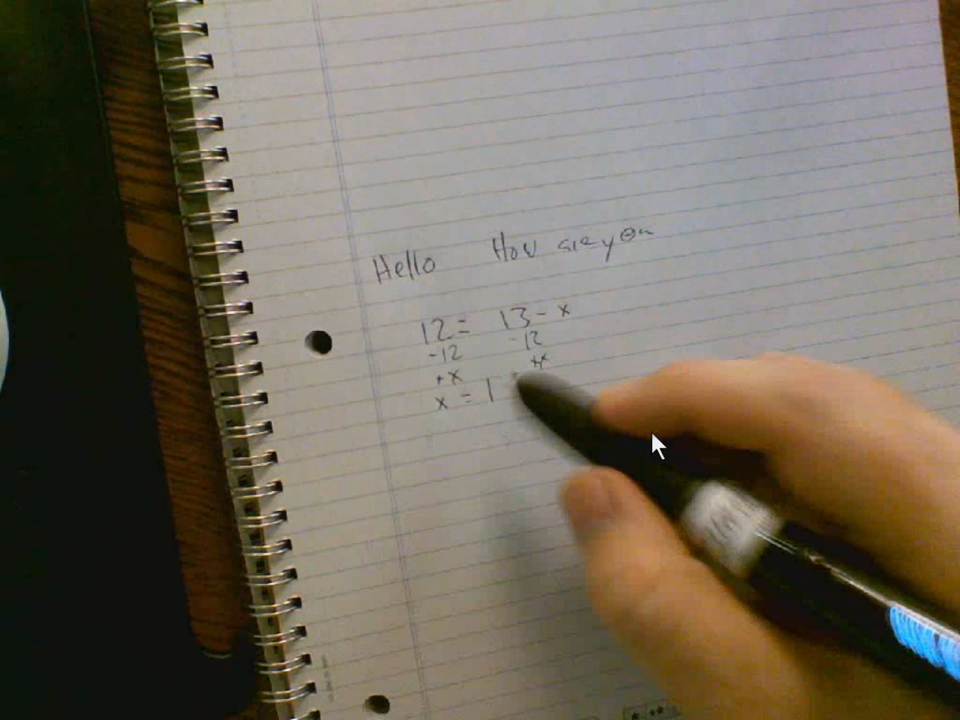 Hello How are you
12 = 13 - x
-12 -12
+x +x
x = 1